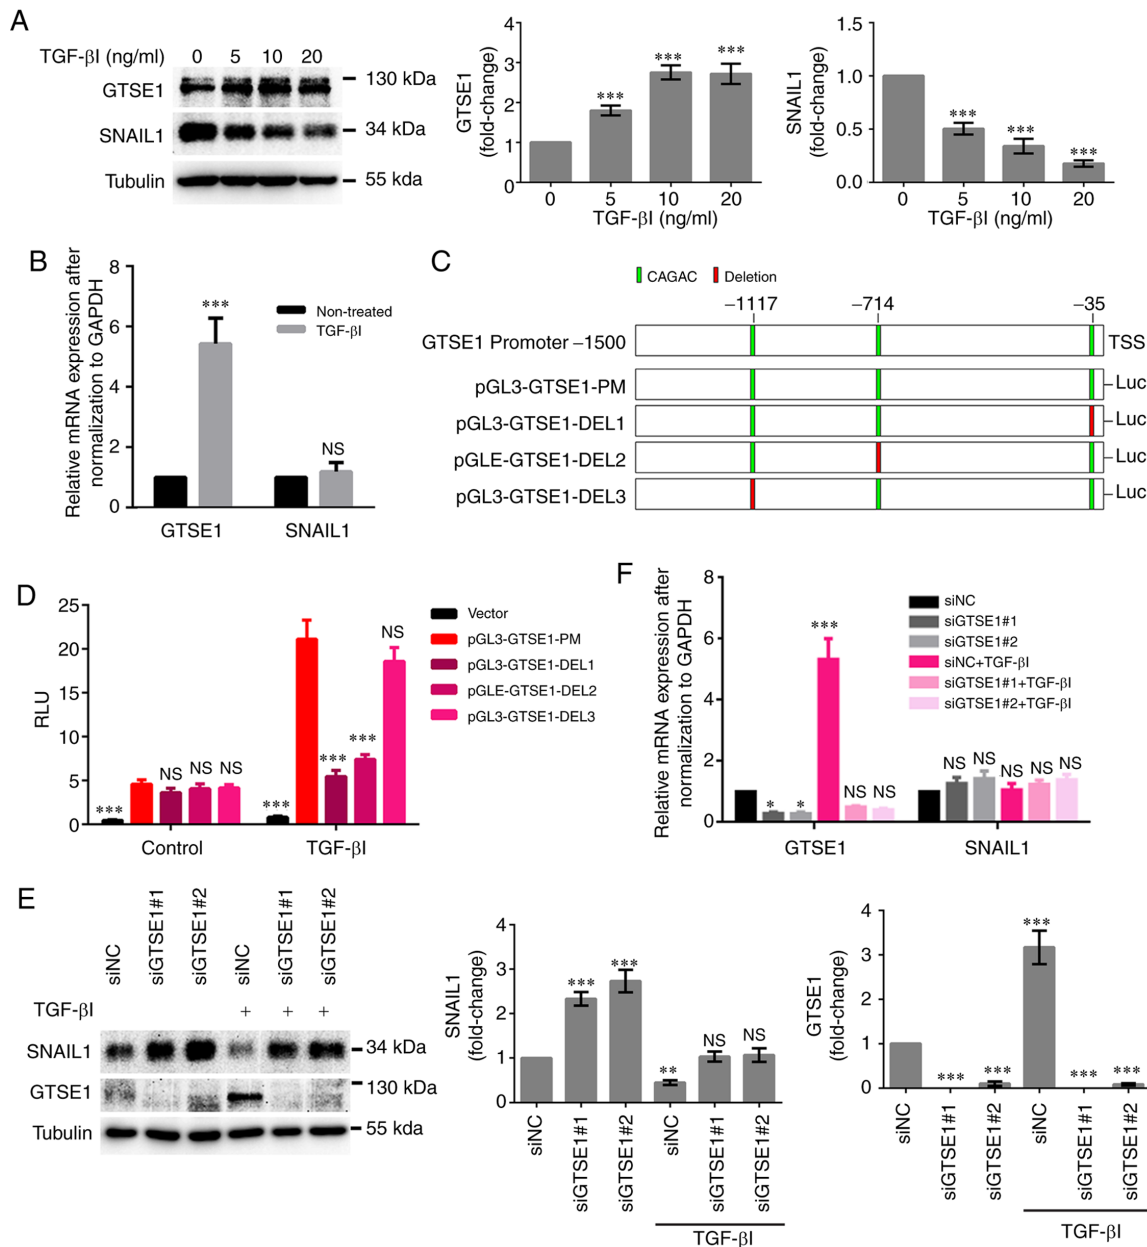 A
TGF-βI (ng/ml) 0 5 10 20
GTSE1
130 kDa
SNAIL1
34 kDa
Tubulin
55 kda
GTSE1
(fold-change)
4
3
2
1
0
***
***
***
0 5 10 20
TGF-βI (ng/ml)
SNAIL1
(fold-change)
1.5
1.0
0.5
0.0
***
***
***
0 5 10 20
TGF-βI (ng/ml)
B
Relative mRNA expression after
normalization to GAPDH
8
6
4
2
0
***
NS
Non-treated
TGF-βI
GTSE1 SNAIL1
C
CAGAC Deletion
−1117 −714 −35
GTSE1 Promoter −1500 TSS
pGL3-GTSE1-PM Luc
pGL3-GTSE1-DEL1 Luc
pGLE-GTSE1-DEL2 Luc
pGL3-GTSE1-DEL3 Luc
D
RLU
25
20
15
10
5
0
*** NS NS NS
*** *** *** NS
Control TGF-βI
Vector
pGL3-GTSE1-PM
pGL3-GTSE1-DEL1
pGLE-GTSE1-DEL2
pGL3-GTSE1-DEL3
F
Relative mRNA expression after
normalization to GAPDH
8
6
4
2
0
* * *** NS NS
NS NS NS NS NS
siNC
siGTSE1#1
siGTSE1#2
siNC+TGF-βI
siGTSE1#1+TGF-βI
siGTSE1#2+TGF-βI
GTSE1 SNAIL1
E
siNC siGTSE1#1 siGTSE1#2 siNC siGTSE1#1 siGTSE1#2
TGF-βI + + +
SNAIL1
34 kDa
GTSE1
130 kDa
Tubulin
55 kda
SNAIL1
(fold-change)
4
3
2
1
0
*** *** ** NS NS
siNC siGTSE1#1 siGTSE1#2 siNC siGTSE1#1 siGTSE1#2
TGF-βI
GTSE1
(fold-change)
4
3
2
1
0
*** *** *** *** ***
siNC siGTSE1#1 siGTSE1#2 siNC siGTSE1#1 siGTSE1#2
TGF-βI